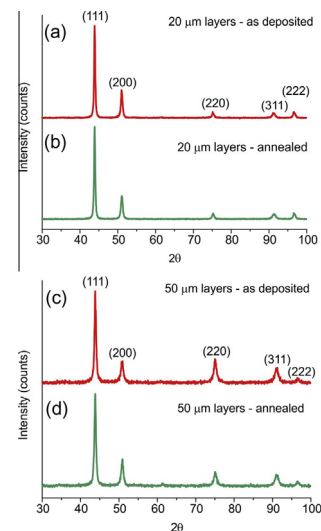 (111)
(a)
20 μm layers - as deposited
(200)
(220)
(311)
(222)
(b)
20 μm layers - annealed
Intensity (counts)
30 40 50 60 70 80 90 100
2θ
(111)
(c)
50 μm layers - as deposited
(200)
(220)
(311)
(222)
(d)
50 μm layers - annealed
Intensity (counts)
30 40 50 60 70 80 90 100
2θ